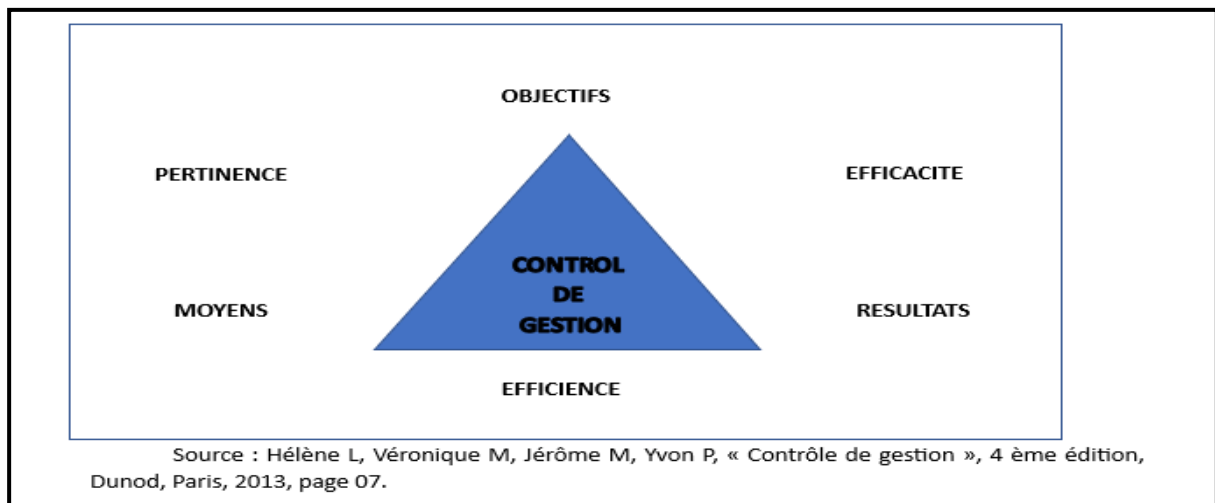 OBJECTIFS
PERTINENCE
EFFICACITE
CONTROL
DE
GESTION
MOYENS
RESULTATS
EFFICIENCE
Source : Hélène L, Véronique M, Jérôme M, Yvon P, « Contrôle de gestion », 4 ème édition,
Dunod, Paris, 2013, page 07.